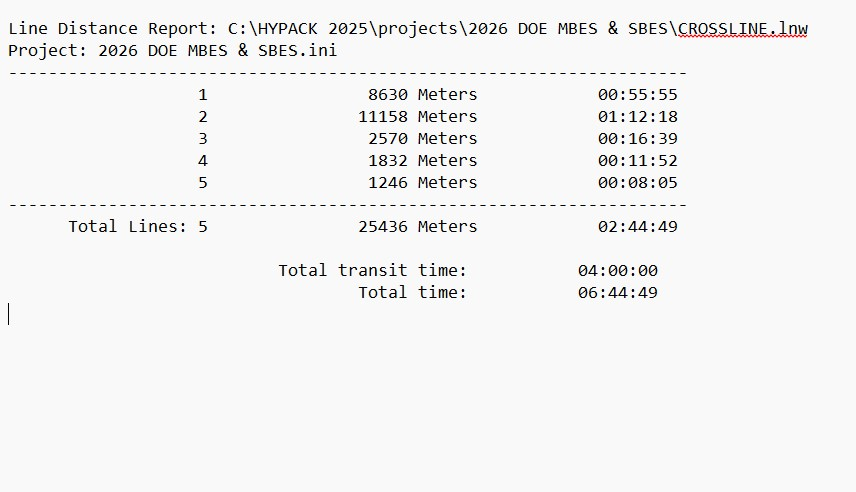 Line Distance Report: C:\HYPACK 2025\projects\2026 DOE MBES & SBES\CROSSLINE.lnw
Project: 2026 DOE MBES & SBES.ini
--------------------------------------------------------------------
1 8630 Meters 00:55:55
2 11158 Meters 01:12:18
3 2570 Meters 00:16:39
4 1832 Meters 00:11:52
5 1246 Meters 00:08:05
--------------------------------------------------------------------
Total Lines: 5 25436 Meters 02:44:49
Total transit time: 04:00:00
Total time: 06:44:49